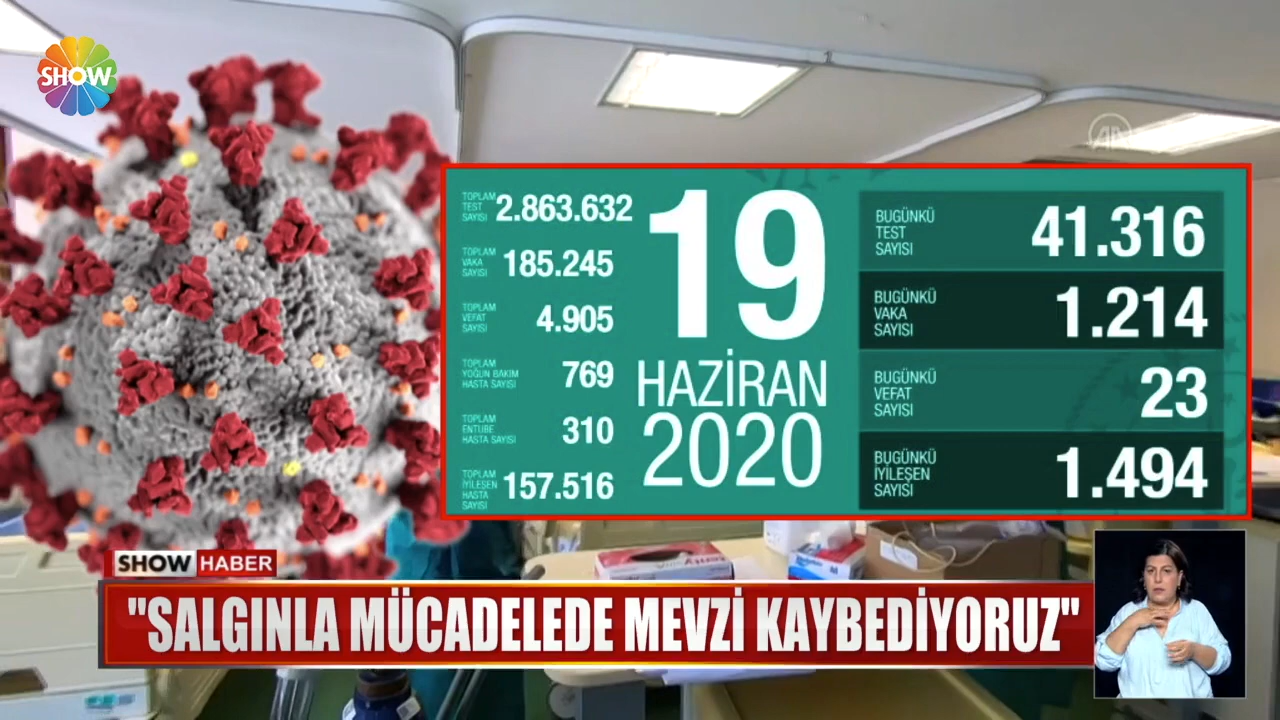 SHOW
AA
TOPLAM
TEST
SAYISI
2.863.632
TOPLAM
VAKA
SAYISI
185.245
TOPLAM
VEFAT
SAYISI
4.905
TOPLAM
YOĞUN BAKIM
HASTA SAYISI
769
TOPLAM
ENTUBE
HASTA SAYISI
310
TOPLAM
İYİLEŞEN
HASTA
SAYISI
157.516
19
HAZİRAN
2020
BUGÜNKÜ
TEST
SAYISI
41.316
BUGÜNKÜ
VAKA
SAYISI
1.214
BUGÜNKÜ
VEFAT
SAYISI
23
BUGÜNKÜ
İYİLEŞEN
SAYISI
1.494
SHOW HABER
"SALGINLA MÜCADELEDE MEVZİ KAYBEDİYORUZ"